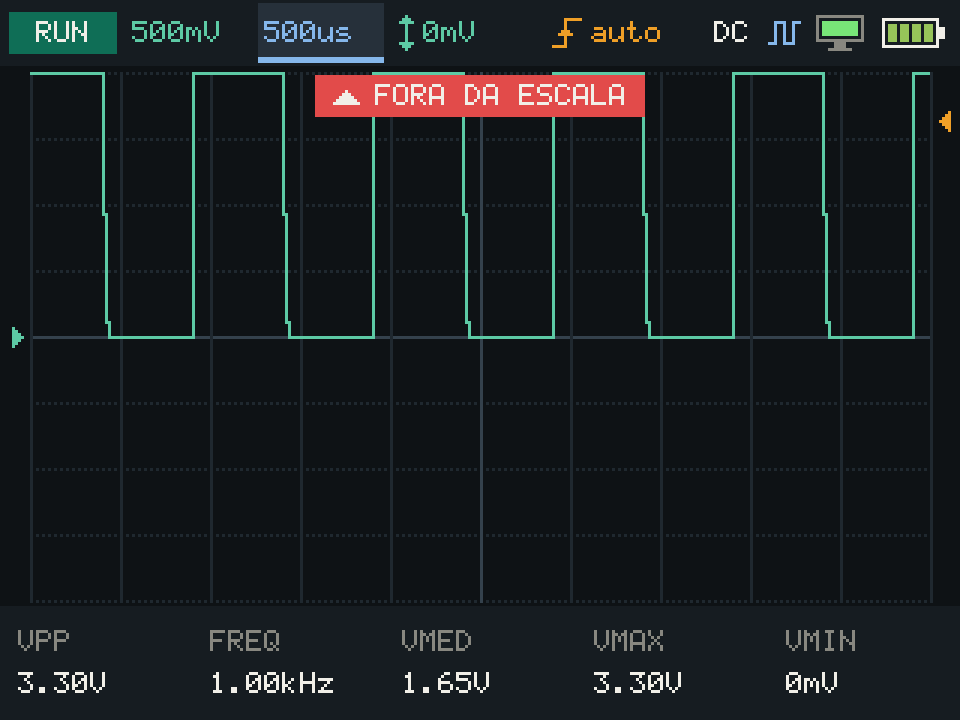 RUN 500mV 500us 0mV auto DC
FORA DA ESCALA
VPP FREQ VMED VMAX VMIN
3.30V 1.00kHz 1.65V 3.30V 0mV